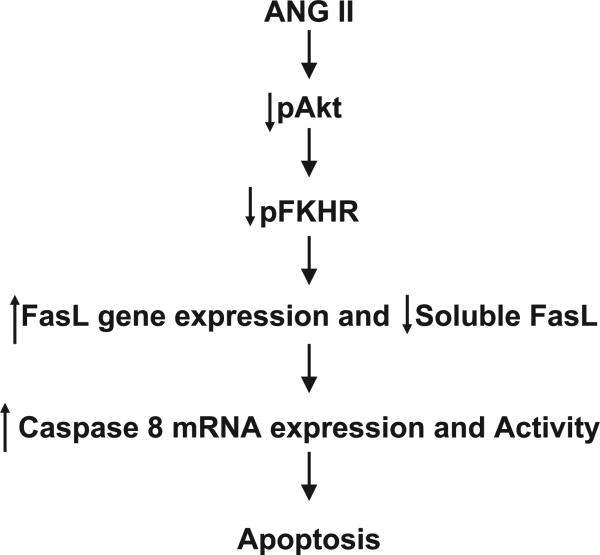 ANG II
↓pAkt
↓pFKHR
↑FasL gene expression and ↓Soluble FasL
↑ Caspase 8 mRNA expression and Activity
Apoptosis